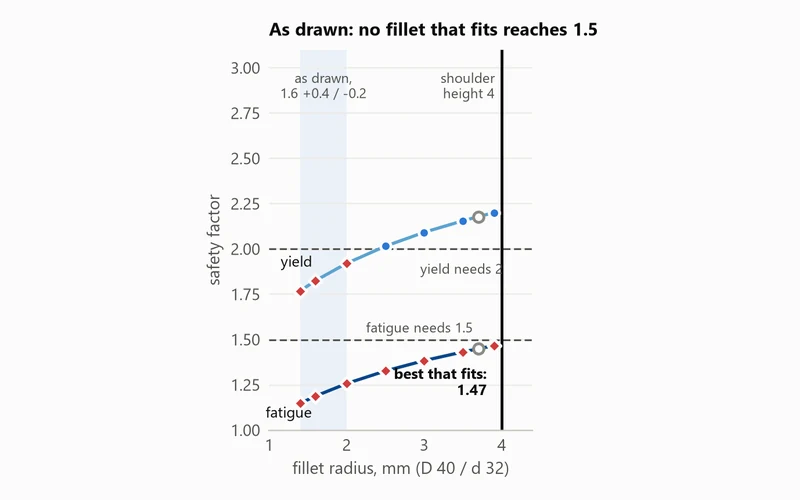 As drawn: no fillet that fits reaches 1.5
3.00
as drawn,
1.6 +0.4 / -0.2
shoulder
height 4
2.75
2.50
2.25
2.00
yield
yield needs 2
1.75
fatigue needs 1.5
1.50
best that fits:
1.47
1.25
fatigue
1.00
safety factor
1 2 3 4
fillet radius, mm (D 40 / d 32)